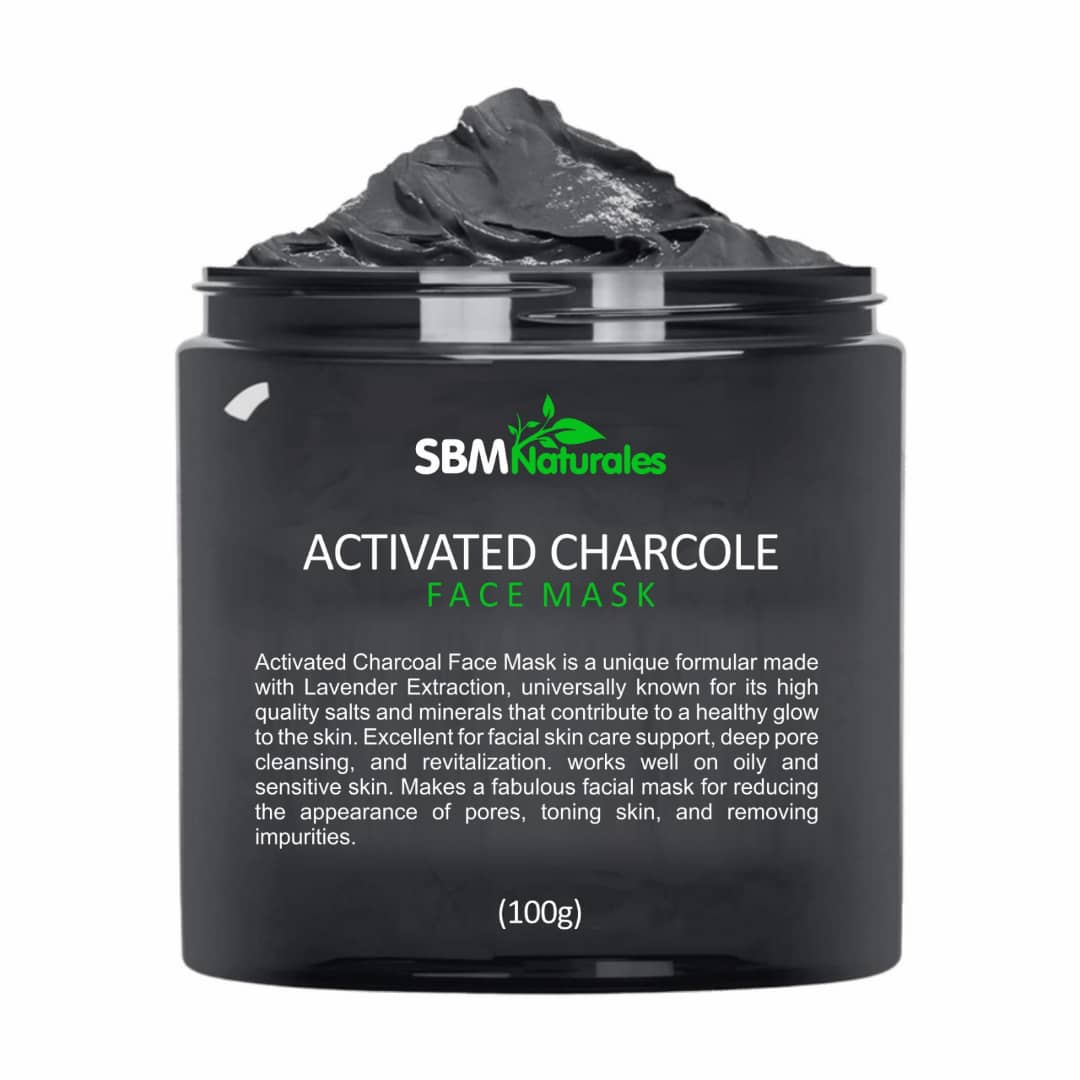 SBM Naturales
ACTIVATED CHARCOLE
FACE MASK
Activated Charcoal Face Mask is a unique formular made
with Lavender Extraction, universally known for its high
quality salts and minerals that contribute to a healthy glow
to the skin. Excellent for facial skin care support, deep pore
cleansing, and revitalization. works well on oily and
sensitive skin. Makes a fabulous facial mask for reducing
the appearance of pores, toning skin, and removing
impurities.
(100g)